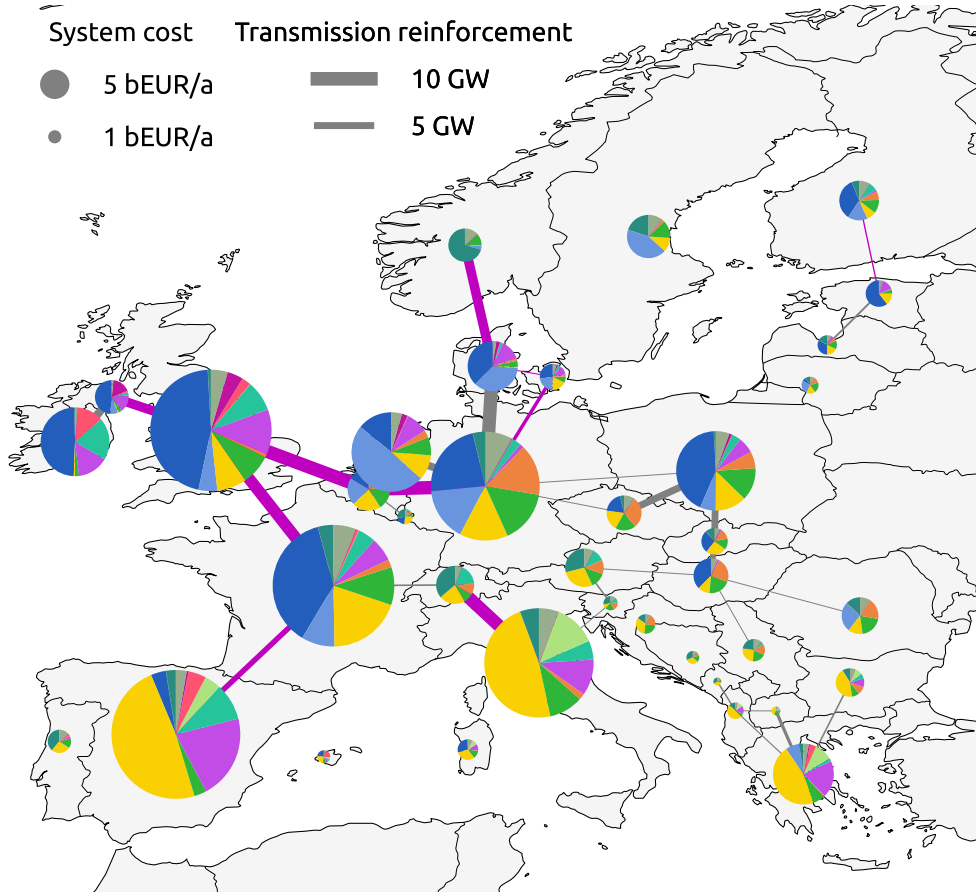 System cost
Transmission reinforcement
5 bEUR/a
10 GW
1 bEUR/a
5 GW